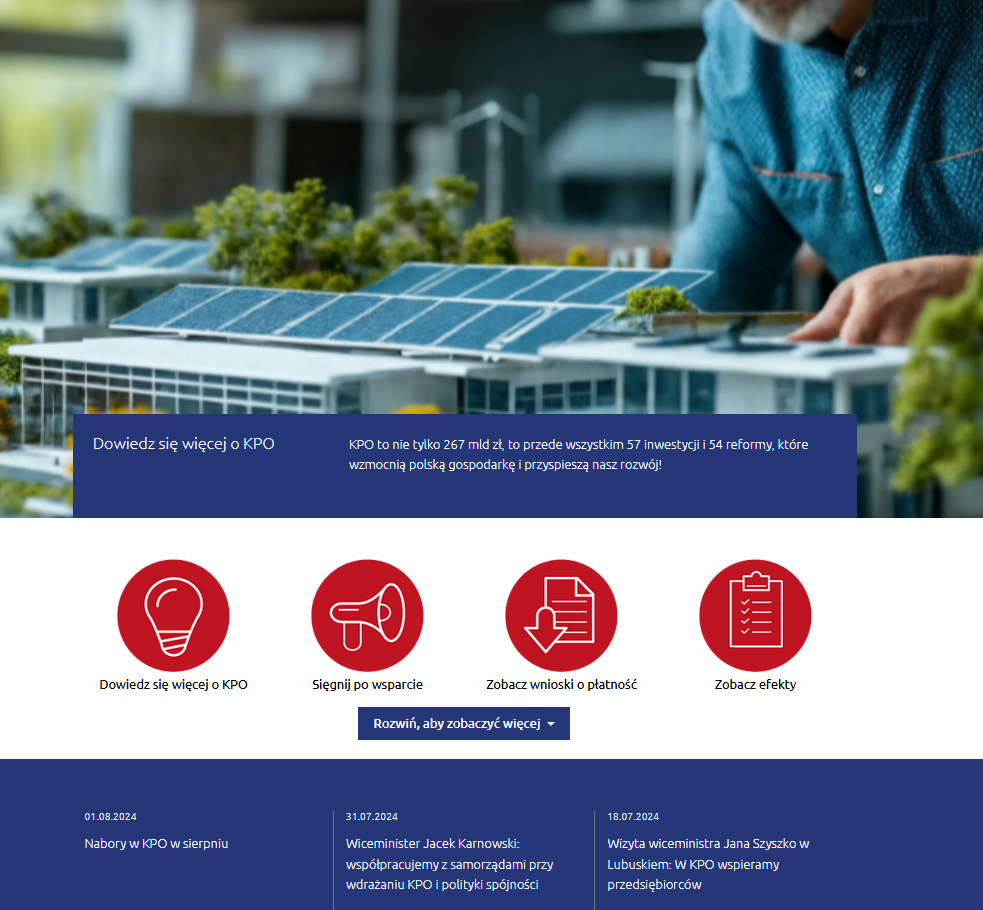 Dowiedz się więcej o KPO
KPO to nie tylko 267 mld zł, to przede wszystkim 57 inwestycji i 54 reformy, które
wzmocnią polską gospodarkę i przyspieszą nasz rozwój!
Dowiedz się więcej o KPO
Sięgnij po wsparcie
Zobacz wnioski o płatność
Zobacz efekty
Rozwiń, aby zobaczyć więcej
01.08.2024
Nabory w KPO w sierpniu
31.07.2024
Wiceminister Jacek Karnowski:
współpracujemy z samorządami przy
wdrażaniu KPO i polityki spójności
18.07.2024
Wizyta wiceministra Jana Szyszko w
Lubuskiem: W KPO wspieramy
przedsiębiorców